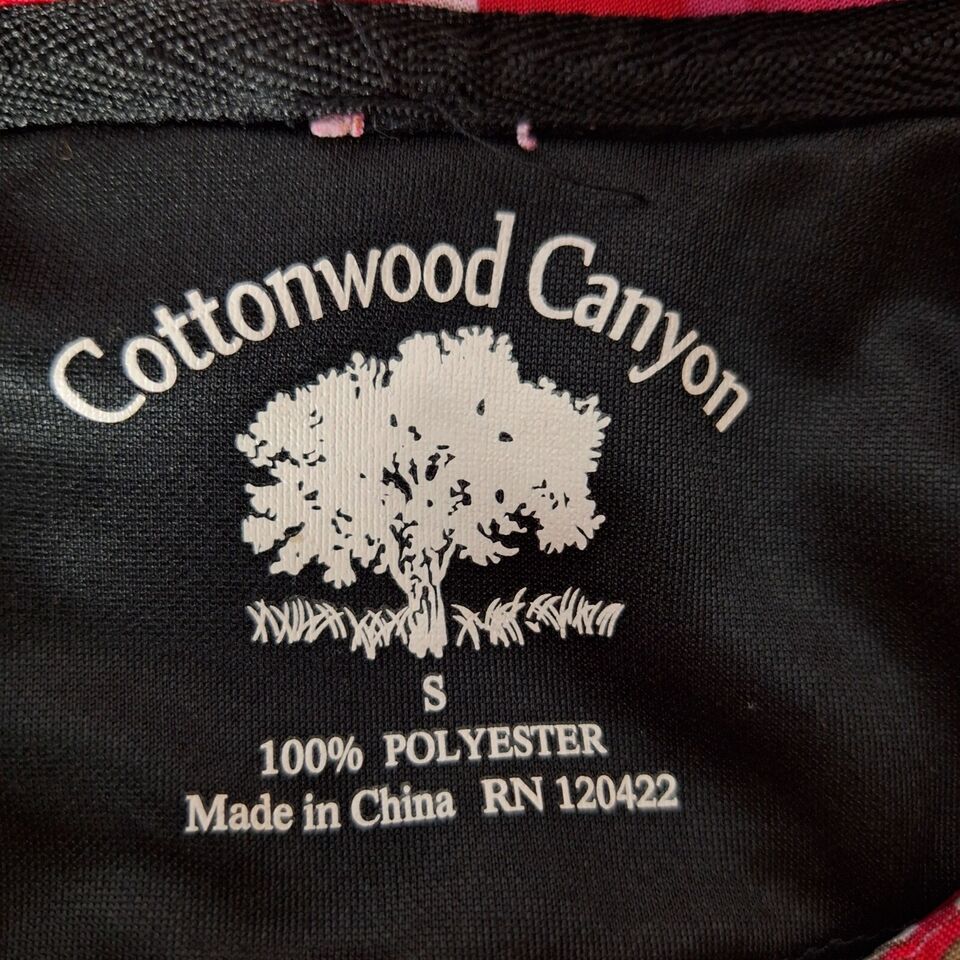 Cottonwood Canyon
S
100% POLYESTER
Made in China RN 120422